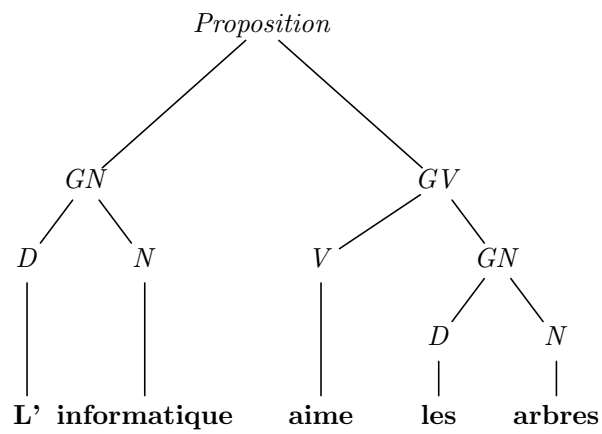 Proposition
GN GV
D N V GN
D N
L' informatique aime les arbres